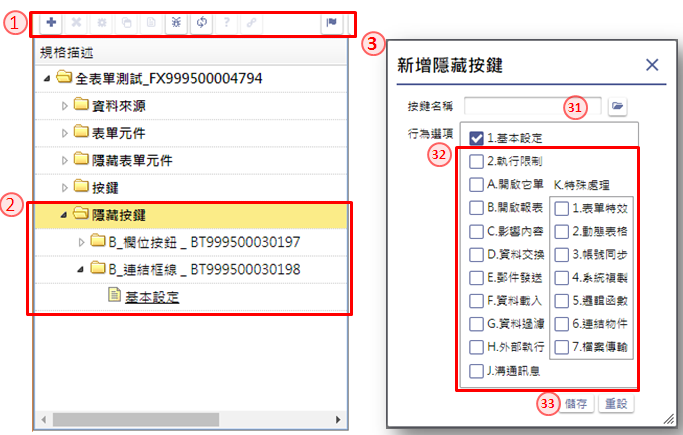 1
?
規格描述
全表單測試_FX999500004794
資料來源
表單元件
隱藏表單元件
按鍵
2
隱藏按鍵
B_欄位按鈕 _ BT999500030197
B_連結框線 _ BT999500030198
基本設定
3
新增隱藏按鍵
按鍵名稱
31
行為選項
32
1.基本設定
2.執行限制
A.開啟它單
K.特殊處理
B.開啟報表
1.表單特效
C.影響內容
2.動態表格
D.資料交換
3.帳號同步
E.郵件發送
4.系統複製
F.資料載入
5.邏輯函數
G.資料過濾
6.連結物件
H.外部執行
7.檔案傳輸
J.溝通訊息
33
儲存
重設